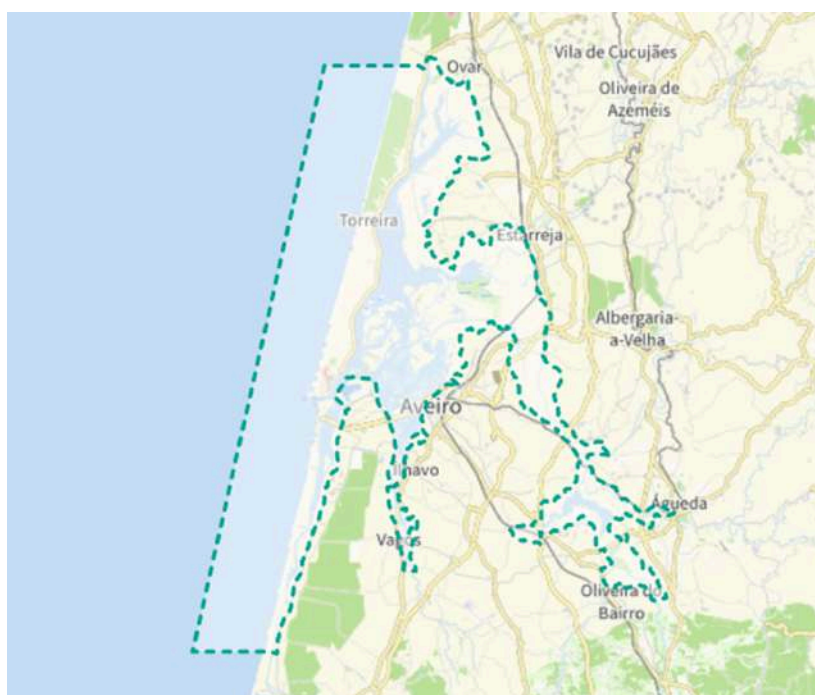 Ovar
Vila de Cucujães
Oliveira de
Azeméis
Torreira
Estarreja
Albergaria-
a-Velha
Aveiro
Ílhavo
Águeda
Vagos
Oliveira do
Bairro